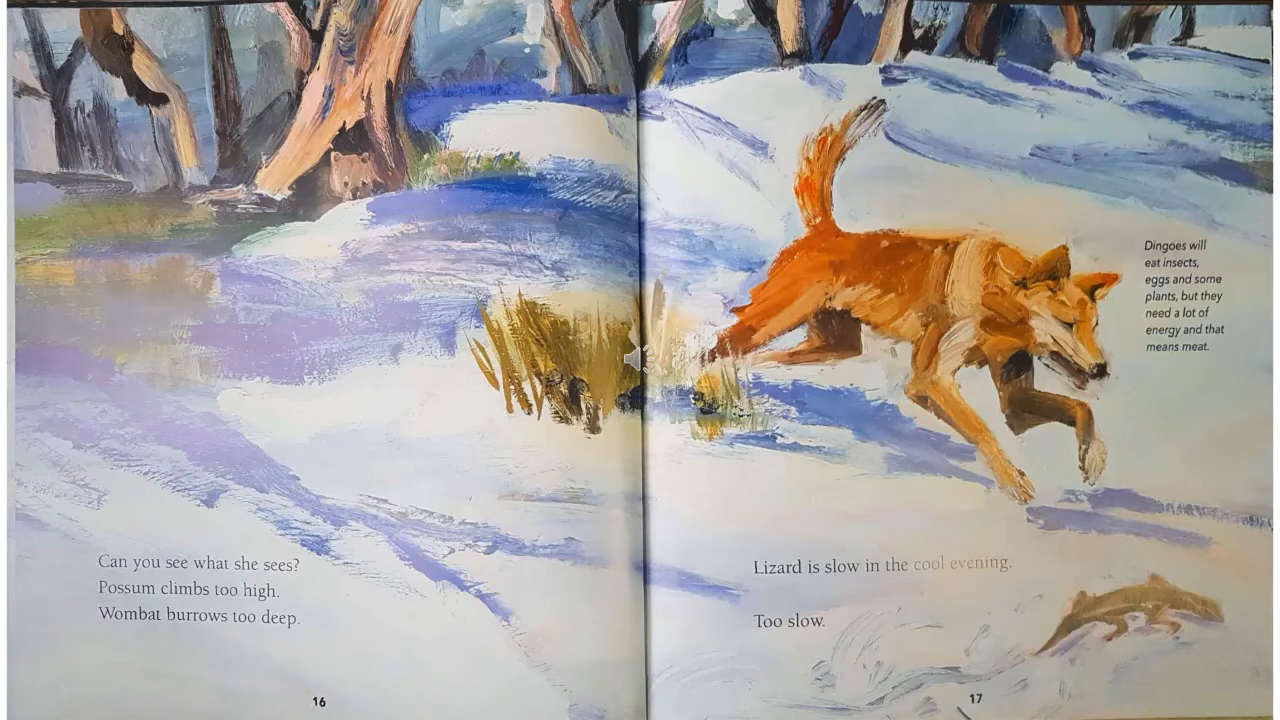 Can you see what she sees?
Possum climbs too high.
Wombat burrows too deep.
16
Dingoes will
eat insects,
eggs and some
plants, but they
need a lot of
energy and that
means meat.
Lizard is slow in the cool evening.
Too slow.
17